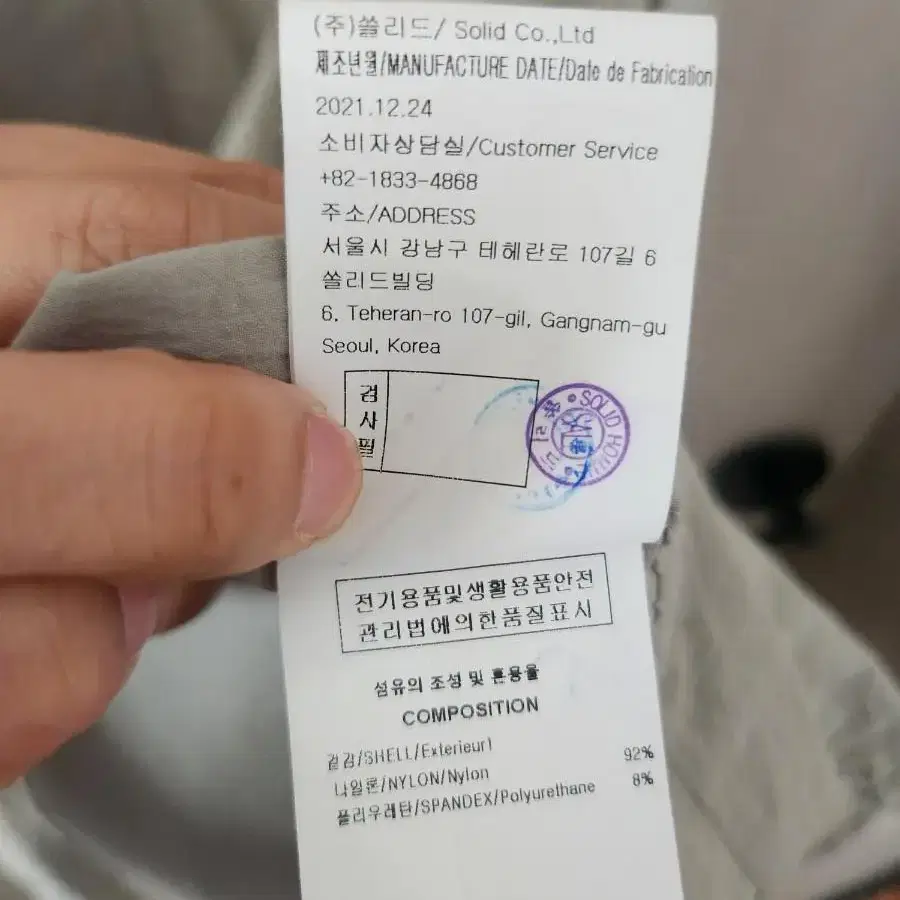 (주)쏠리드/ Solid Co.,Ltd
제조년월/MANUFACTURE DATE/Date de Fabrication
2021.12.24
소비자상담실/Customer Service
+82-1833-4868
주소/ADDRESS
서울시 강남구 테헤란로 107길 6
쏠리드빌딩
6, Teheran-ro 107-gil, Gangnam-gu
Seoul, Korea
검사필
SOLID HOMME
전기용품및생활용품안전
관리법에의한품질표시
섬유의 조성 및 혼용율
COMPOSITION
겉감/SHELL/Exterieur1
나일론/NYLON/Nylon 92%
폴리우레탄/SPANDEX/Polyurethane 8%